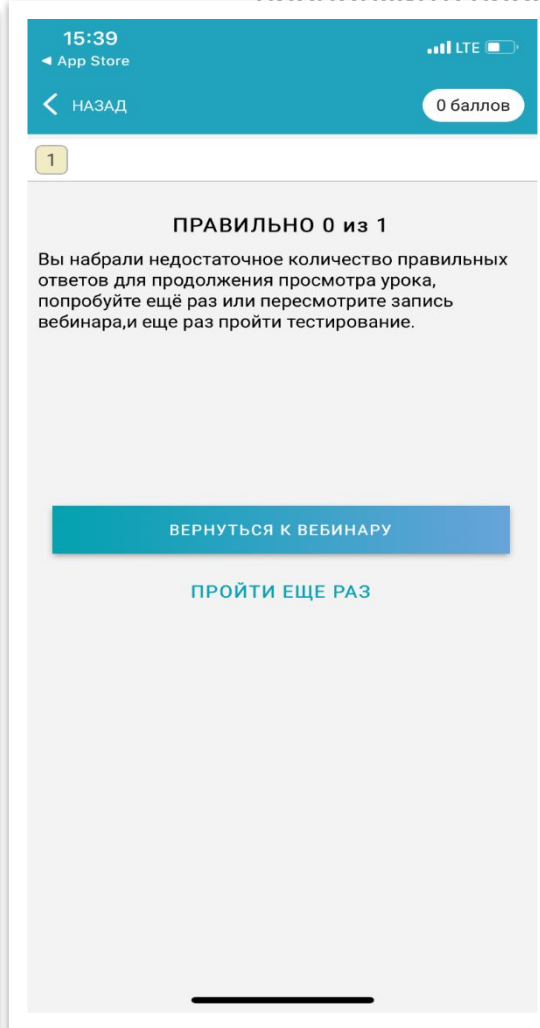 15:39
◀ App Store
LTE
НАЗАД
0 баллов
1
ПРАВИЛЬНО 0 из 1
Вы набрали недостаточное количество правильных
ответов для продолжения просмотра урока,
попробуйте ещё раз или пересмотрите запись
вебинара,и еще раз пройти тестирование.
ВЕРНУТЬСЯ К ВЕБИНАРУ
ПРОЙТИ ЕЩЕ РАЗ